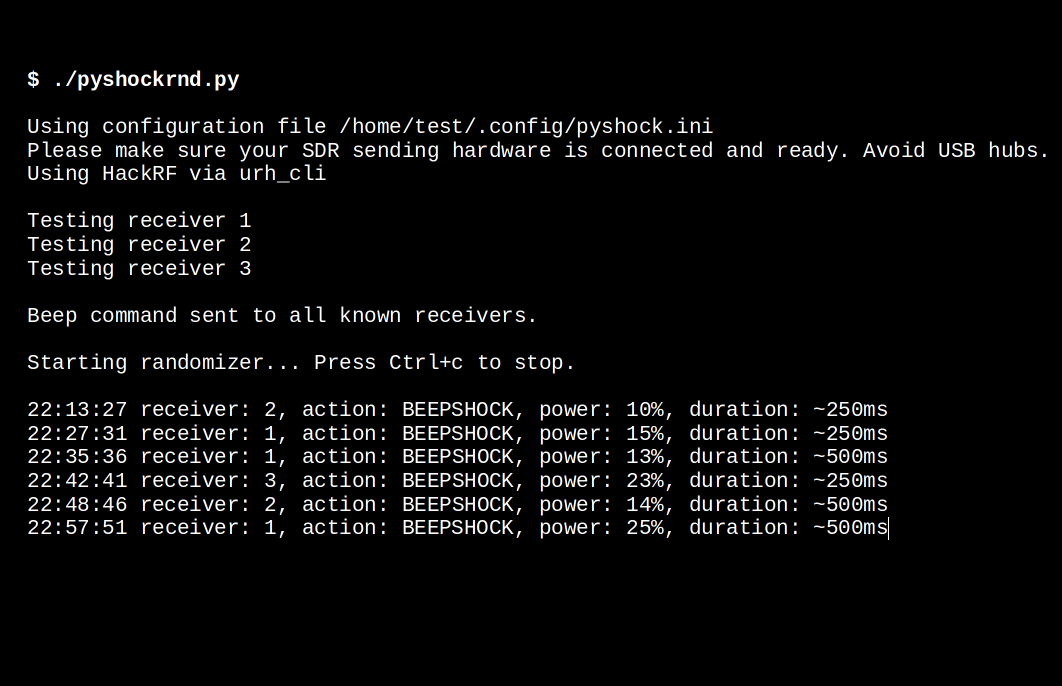 $ ./pyshockrnd.py
Using configuration file /home/test/.config/pyshock.ini
Please make sure your SDR sending hardware is connected and ready. Avoid USB hubs.
Using HackRF via urh_cli
Testing receiver 1
Testing receiver 2
Testing receiver 3
Beep command sent to all known receivers.
Starting randomizer... Press Ctrl+c to stop.
22:13:27 receiver: 2, action: BEEPSHOCK, power: 10%, duration: ~250ms
22:27:31 receiver: 1, action: BEEPSHOCK, power: 15%, duration: ~250ms
22:35:36 receiver: 1, action: BEEPSHOCK, power: 13%, duration: ~500ms
22:42:41 receiver: 3, action: BEEPSHOCK, power: 23%, duration: ~250ms
22:48:46 receiver: 2, action: BEEPSHOCK, power: 14%, duration: ~500ms
22:57:51 receiver: 1, action: BEEPSHOCK, power: 25%, duration: ~500ms